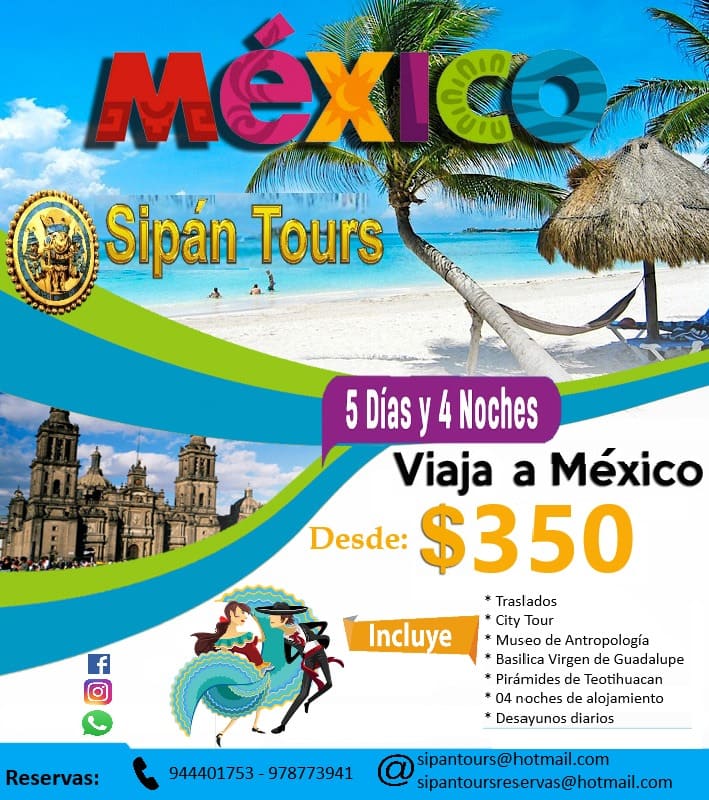 México
Sipán Tours
5 Días y 4 Noches
Viaja a México
Desde: $350
Incluye
* Traslados
* City Tour
* Museo de Antropología
* Basilica Virgen de Guadalupe
* Pirámides de Teotihuacan
* 04 noches de alojamiento
* Desayunos diarios
Reservas:
944401753 - 978773941
@
sipantours@hotmail.com
sipantoursreservas@hotmail.com